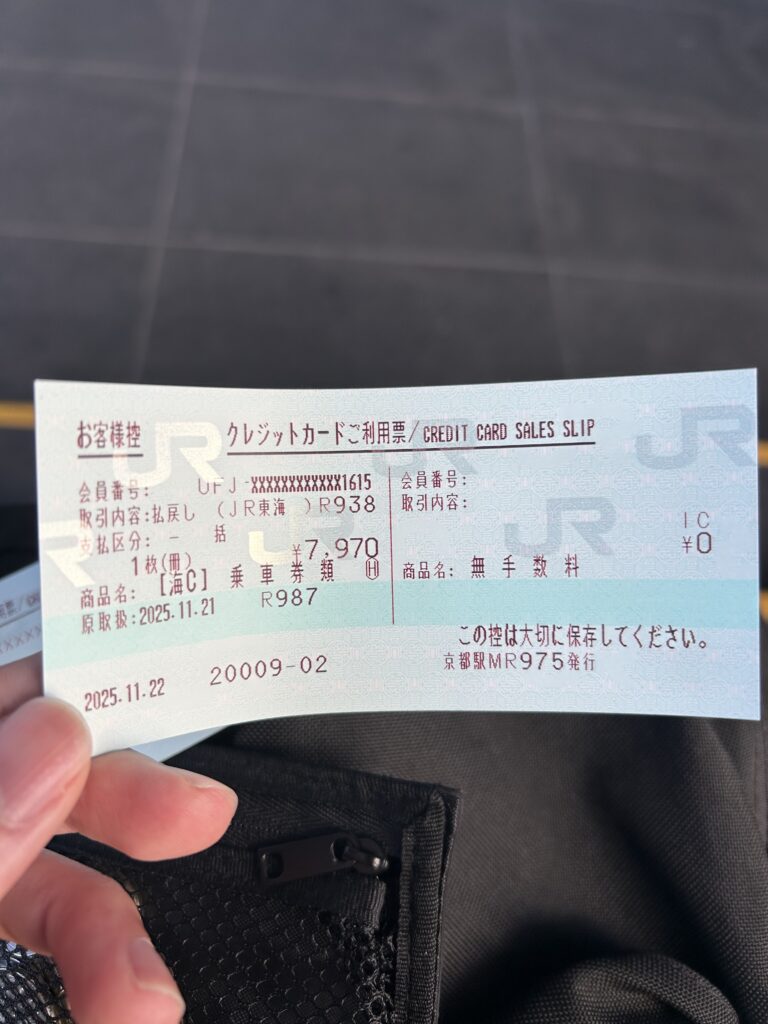 お客様控 クレジットカードご利用票/CREDIT CARD SALES SLIP
会員番号: UFJ-XXXXXXXXXXXX1615
取引内容:払戻し (JR東海 )R938
支払区分: 一 括
1枚(冊) ¥7,970
商品名: [海C] 乗車券類 Ⓗ
原取扱:2025.11.21 R987
会員番号:
取引内容:
IC
¥0
商品名: 無手数料
この控は大切に保存してください。
京都駅MR975発行
2025.11.22 20009-02
JR
JR
JR
JR
JR